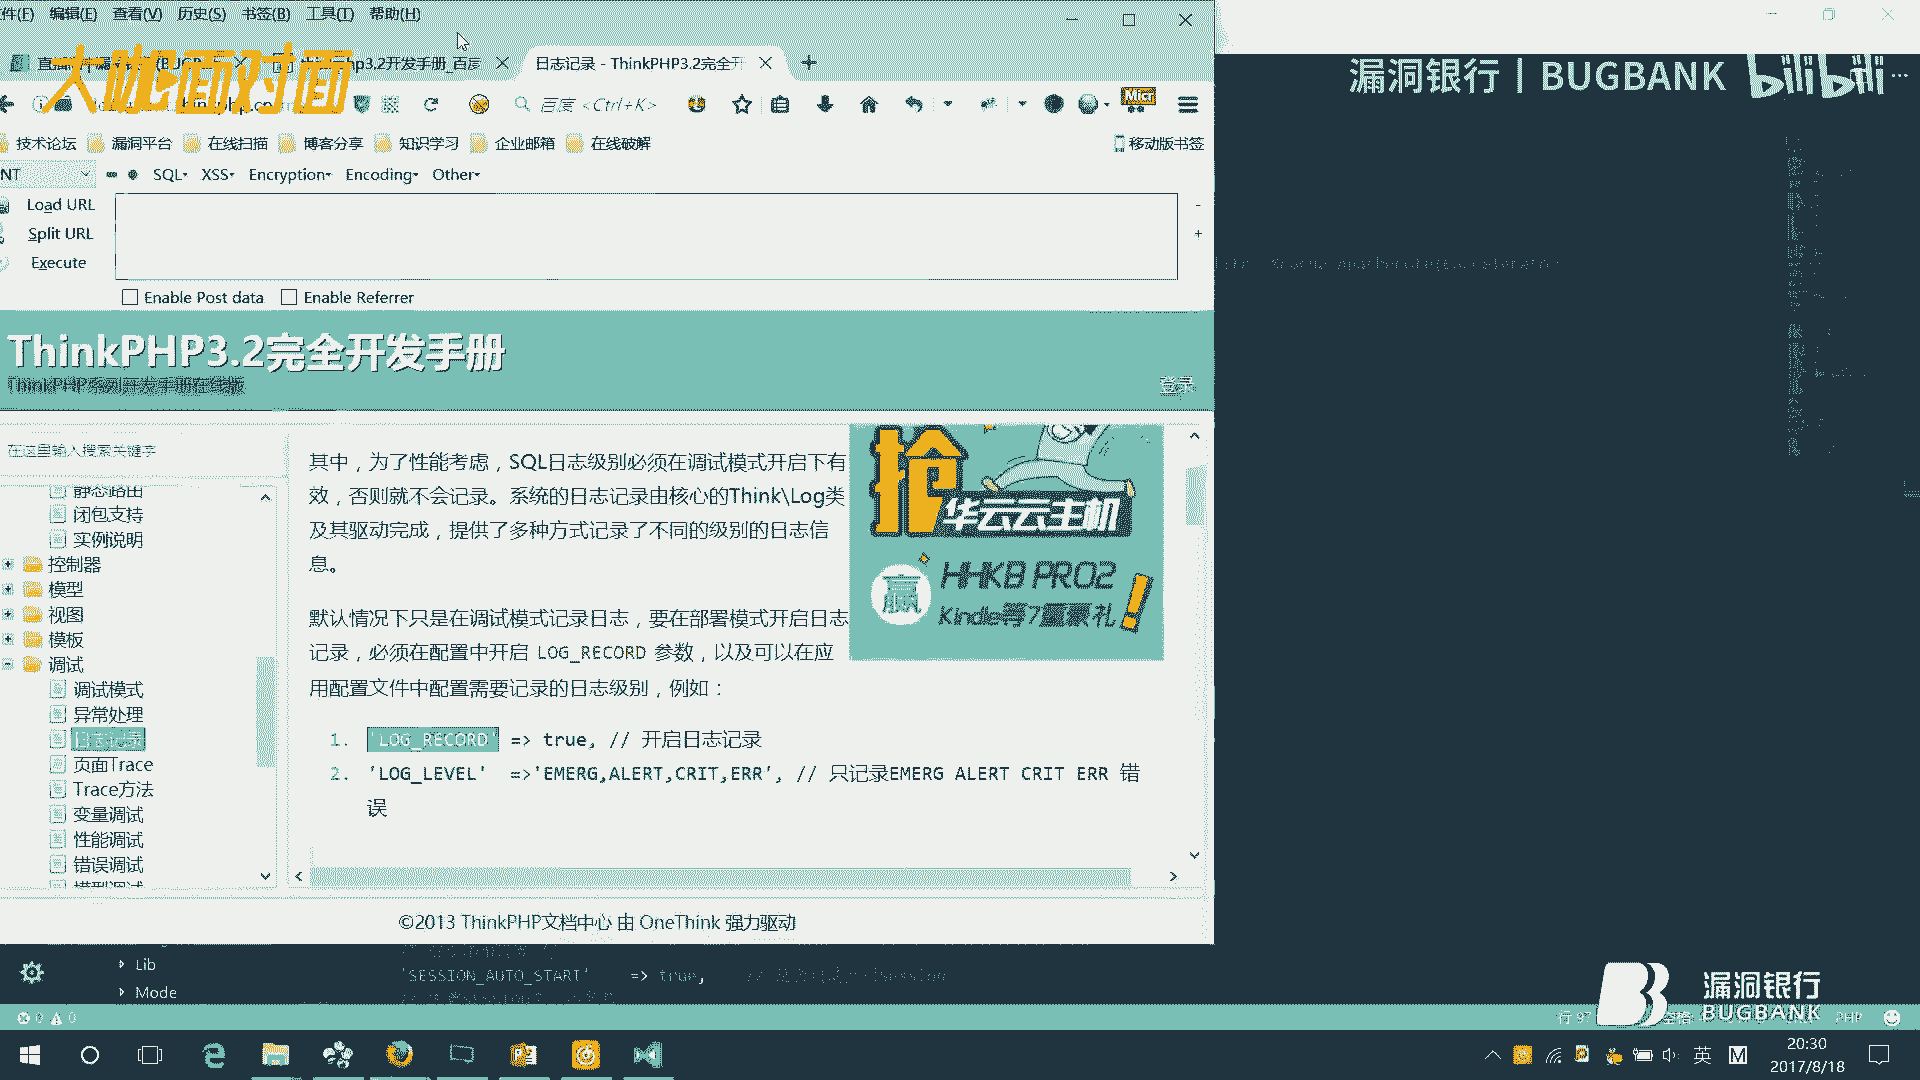 件(F) 编辑(E) 查看(V) 历史(S) 书签(B) 工具(T) 帮助(H)
大咖面对面
php3.2开发手册_百度
日志记录 - ThinkPHP3.2完全开
漏洞银行丨BUGBANK
bilibili
百度 <Ctrl+K>
技术论坛 漏洞平台 在线扫描 博客分享 知识学习 企业邮箱 在线破解
移动版书签
NT SQL XSS Encryption Encoding Other
Load URL
Split URL
Execute
Enable Post data Enable Referrer
ThinkPHP3.2完全开发手册
ThinkPHP系列开发手册在线版
登录
在这里输入搜索关键字
静态路由
闭包支持
实例说明
控制器
模型
视图
模板
调试
调试模式
异常处理
日志记录
页面Trace
Trace方法
变量调试
性能调试
错误调试
模型调试
其中，为了性能考虑，SQL日志级别必须在调试模式开启下有
效，否则就不会记录。系统的日志记录由核心的Think\Log类
及其驱动完成，提供了多种方式记录了不同的级别的日志信
息。
默认情况下只是在调试模式记录日志，要在部署模式开启日志
记录，必须在配置中开启 LOG_RECORD 参数，以及可以在应
用配置文件中配置需要记录的日志级别，例如：
1. 'LOG_RECORD' => true, // 开启日志记录
2. 'LOG_LEVEL' =>'EMERG,ALERT,CRIT,ERR', // 只记录EMERG ALERT CRIT ERR 错
误
抢
华云云主机
赢
HHKB PRO2
Kindle等7重豪礼
!
©2013 ThinkPHP文档中心 由 OneThink 强力驱动
Lib
Mode
'SESSION_AUTO_START' => true,
0 0
行 97
PHP
漏洞银行
BUGBANK
英
M
20:30
2017/8/18